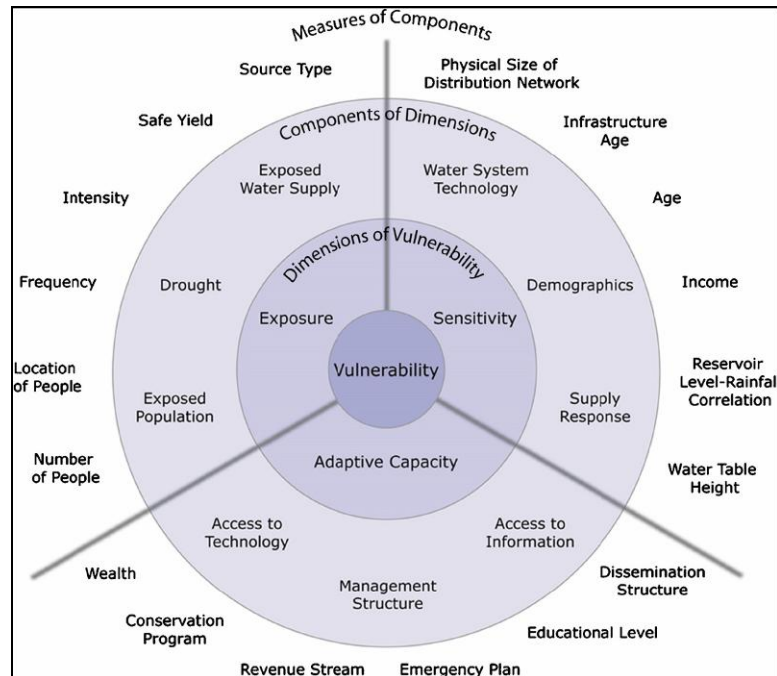 Measures of Components
Source Type
Physical Size of
Distribution Network
Safe Yield
Components of Dimensions
Infrastructure
Age
Exposed
Water Supply
Water System
Technology
Intensity
Age
Dimensions of Vulnerability
Frequency
Drought
Demographics
Income
Exposure
Sensitivity
Location
of People
Vulnerability
Reservoir
Level-Rainfall
Correlation
Exposed
Population
Supply
Response
Number
of People
Adaptive Capacity
Water Table
Height
Access to
Technology
Access to
Information
Wealth
Management
Structure
Dissemination
Structure
Conservation
Program
Educational Level
Revenue Stream
Emergency Plan